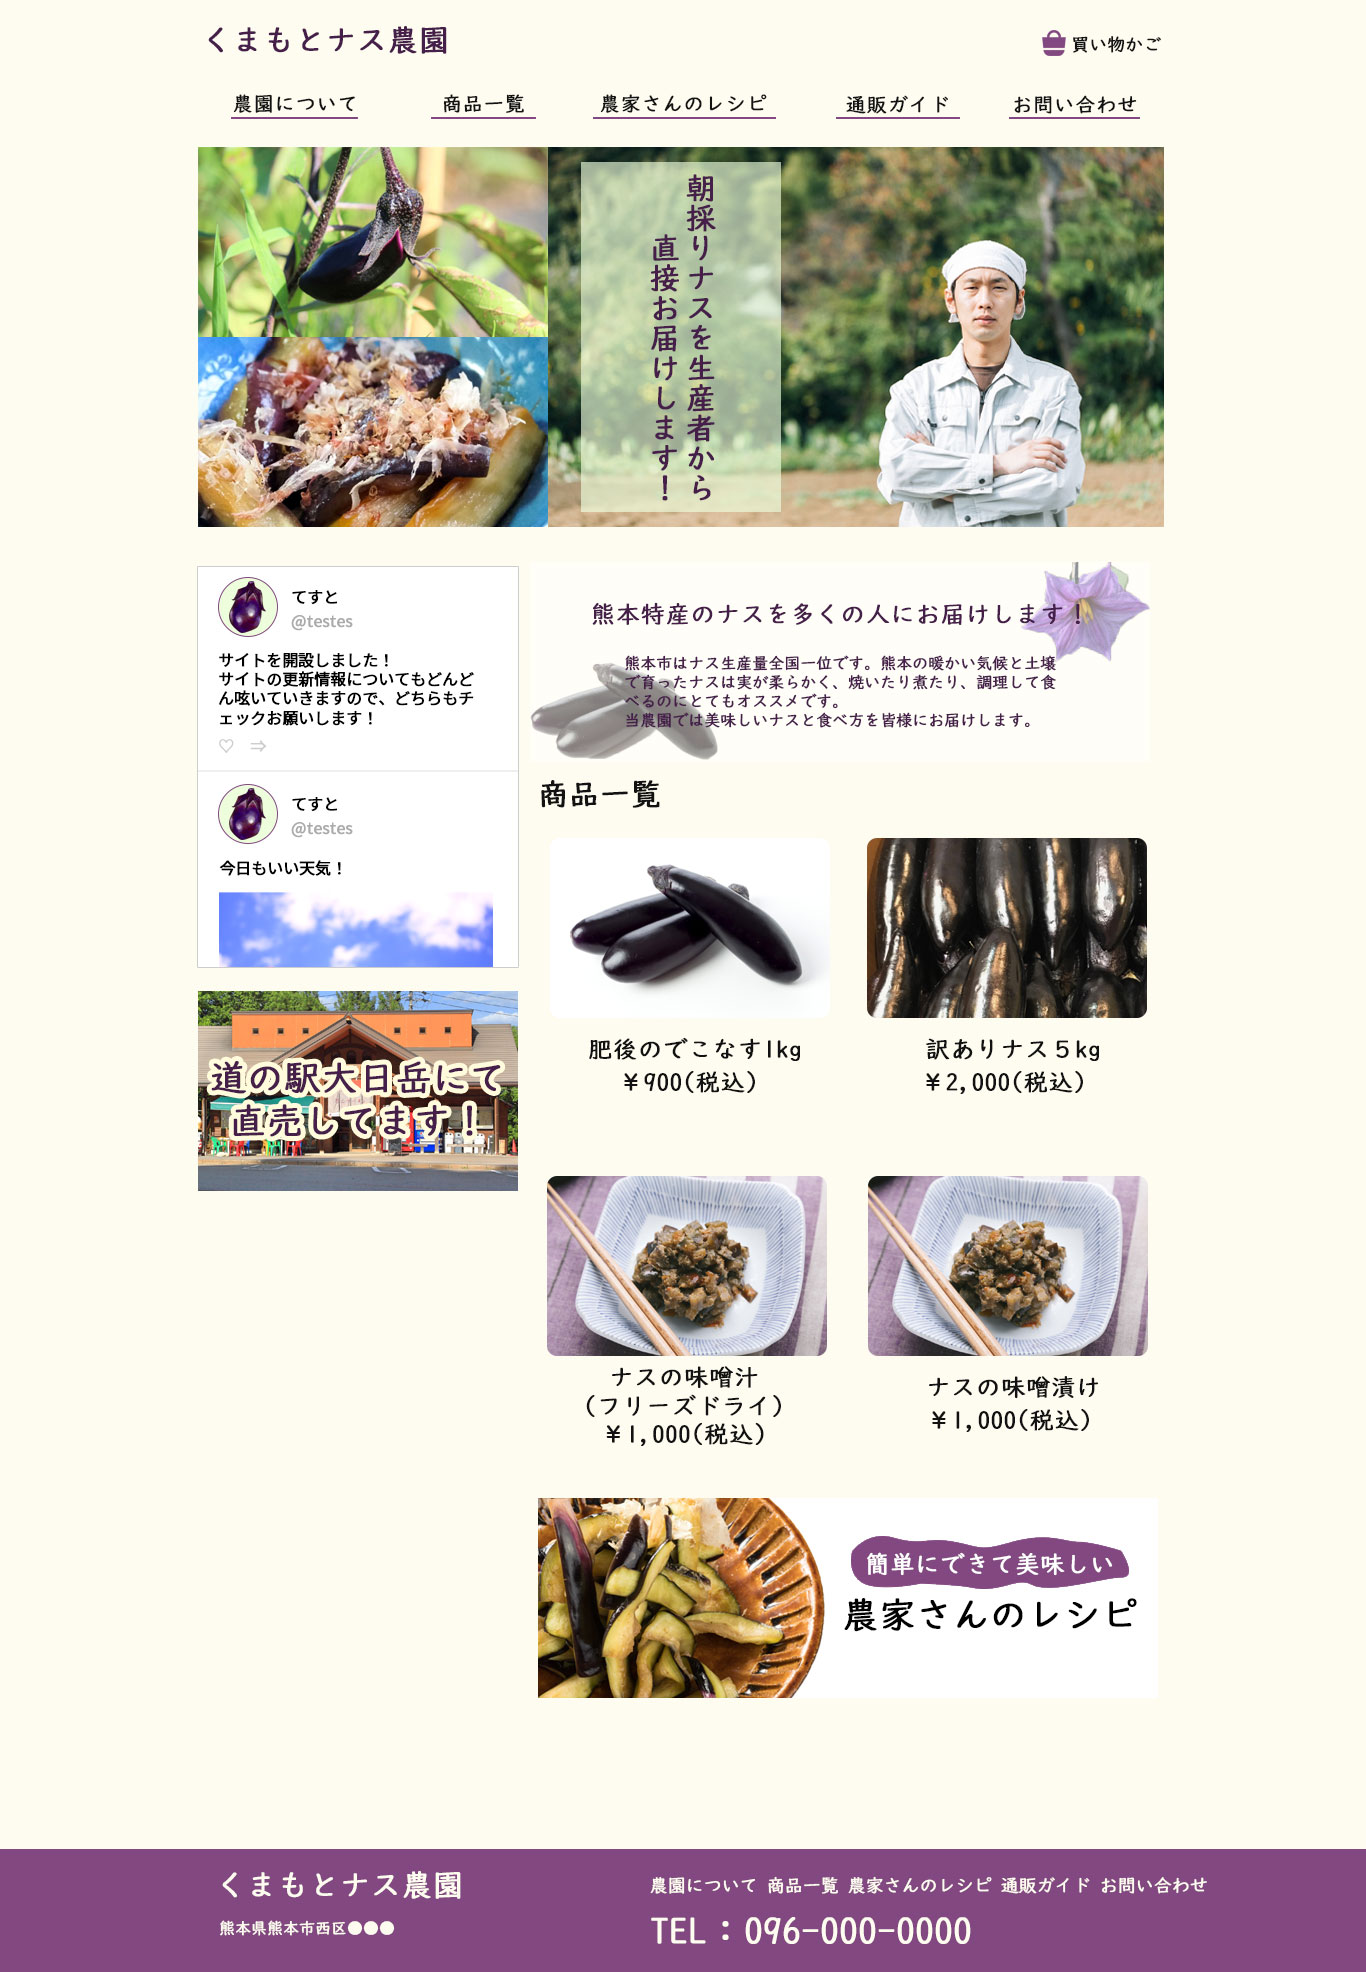 くまもとナス農園
買い物かご
農園について
商品一覧
農家さんのレシピ
通販ガイド
お問い合わせ
朝採りナスを生産者から
直接お届けします！
てすと
@testes
サイトを開設しました！
サイトの更新情報についてもどんど
ん呟いていきますので、どちらもチ
ェックお願いします！
てすと
@testes
今日もいい天気！
道の駅大日岳にて
直売してます！
熊本特産のナスを多くの人にお届けします！
熊本市はナス生産量全国一位です。熊本の暖かい気候と土壌
で育ったナスは実が柔らかく、焼いたり煮たり、調理して食
べるのにとてもオススメです。
当農園では美味しいナスと食べ方を皆様にお届けします。
商品一覧
肥後のでこなす1kg
￥900(税込)
訳ありナス５kg
￥2,000(税込)
ナスの味噌汁
(フリーズドライ)
￥1,000(税込)
ナスの味噌漬け
￥1,000(税込)
簡単にできて美味しい
農家さんのレシピ
くまもとナス農園
熊本県熊本市西区●●●
農園について 商品一覧 農家さんのレシピ 通販ガイド お問い合わせ
TEL：096-000-0000